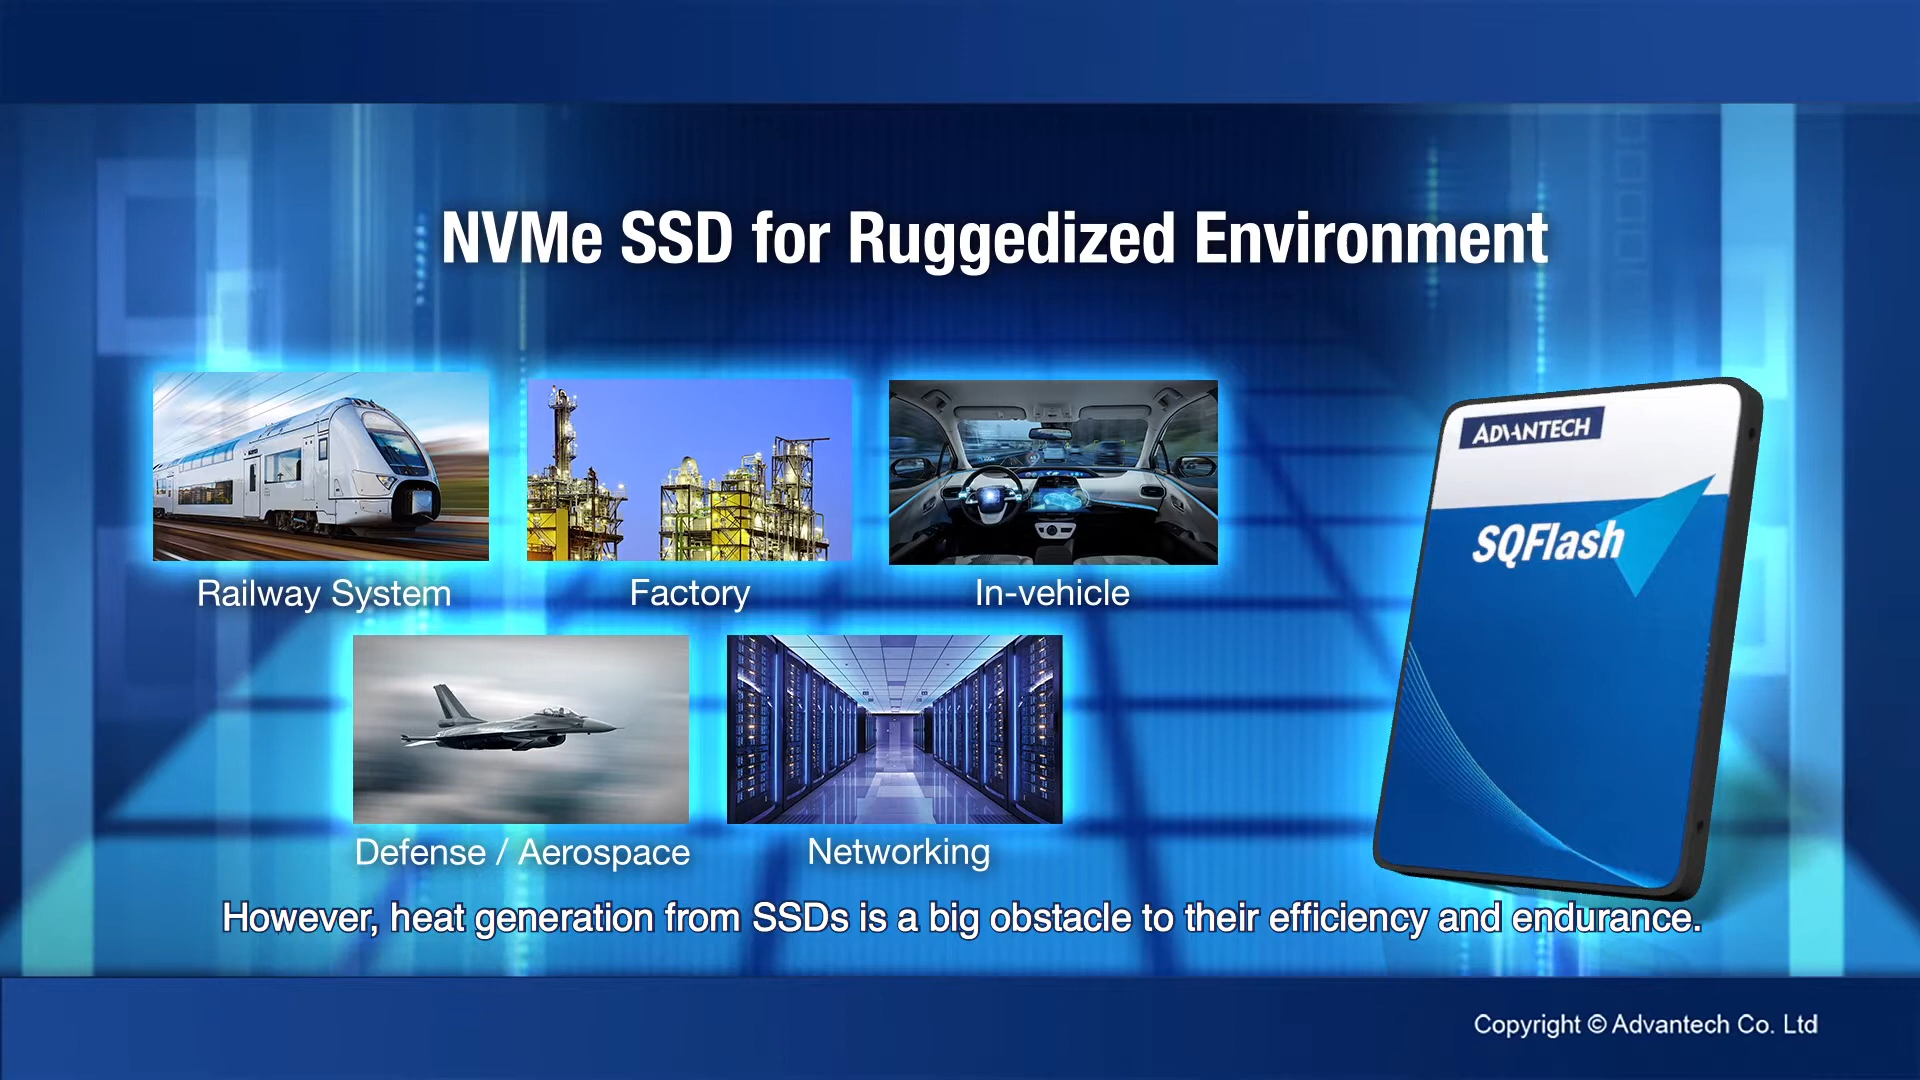 NVMe SSD for Ruggedized Environment
ADVANTECH
SQFlash
Railway System
Factory
In-vehicle
Defense / Aerospace
Networking
However, heat generation from SSDs is a big obstacle to their efficiency and endurance.
Copyright © Advantech Co. Ltd